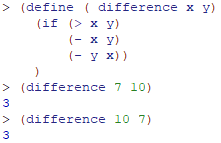 > (define ( difference x y)
    (if (> x y)
        (- x y)
        (- y x))
    )
> (difference 7 10)
3
> (difference 10 7)
3